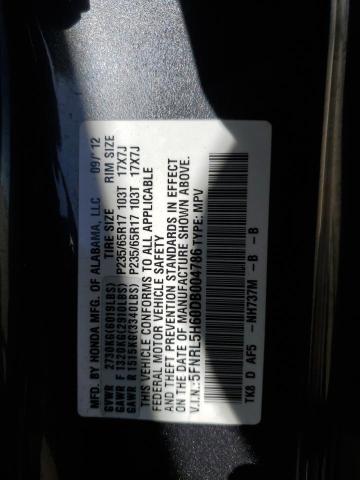 MFG. BY HONDA MFG. OF ALABAMA, LLC 09/12
TIRE SIZE RIM SIZE
GVWR 2730KG(6019LBS)
GAWR F 1320KG(2910LBS) P235/65R17 103T 17X7J
GAWR R 1515KG(3340LBS) P235/65R17 103T 17X7J
THIS VEHICLE CONFORMS TO ALL APPLICABLE
FEDERAL MOTOR VEHICLE SAFETY
AND THEFT PREVENTION STANDARDS IN EFFECT
ON THE DATE OF MANUFACTURE SHOWN ABOVE.
V.I.N.:5FNRL5H60DB004786 TYPE: MPV
TK8 D AF5 -NH737M -B -B